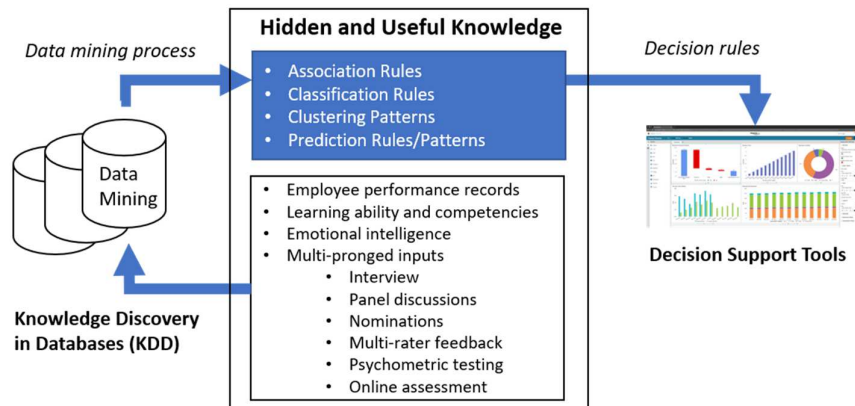 Hidden and Useful Knowledge
Data mining process
Decision rules
• Association Rules
• Classification Rules
• Clustering Patterns
• Prediction Rules/Patterns
Data
Mining
• Employee performance records
• Learning ability and competencies
• Emotional intelligence
• Multi-pronged inputs
• Interview
• Panel discussions
• Nominations
• Multi-rater feedback
• Psychometric testing
• Online assessment
Knowledge Discovery
in Databases (KDD)
Decision Support Tools